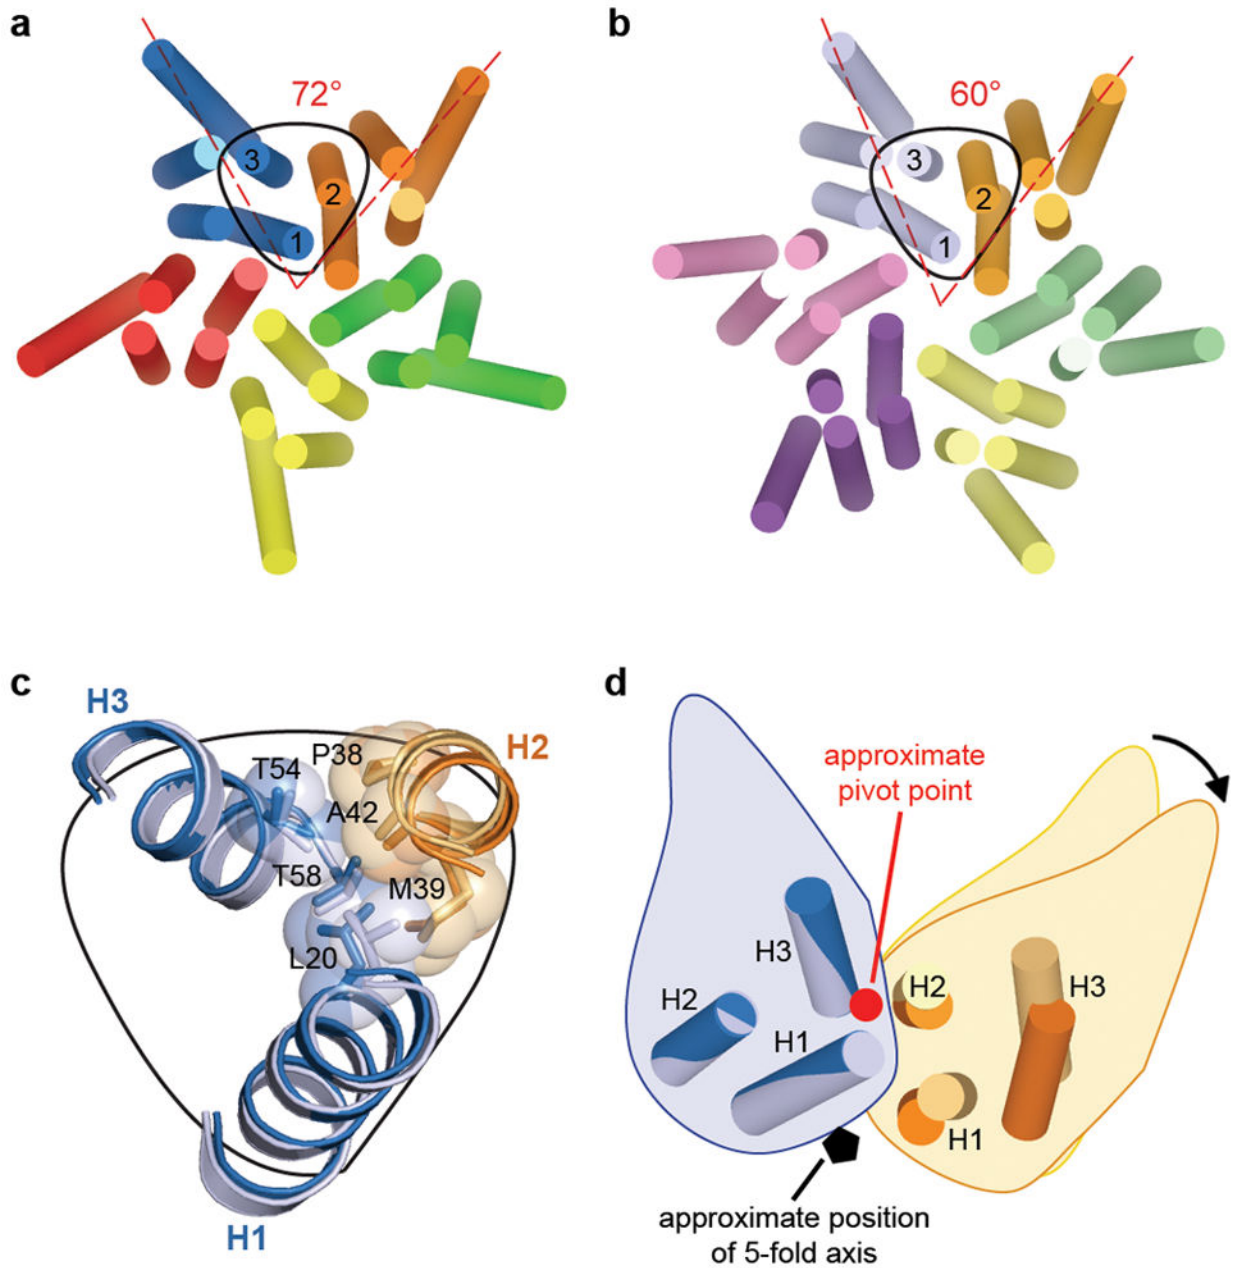 a
72°
3
2
1
b
60°
3
2
1
c
H3
P38
T54
H2
A42
T58
M39
L20
H1
d
approximate
pivot point
H3
H2
H2
H3
H1
H1
approximate position
of 5-fold axis